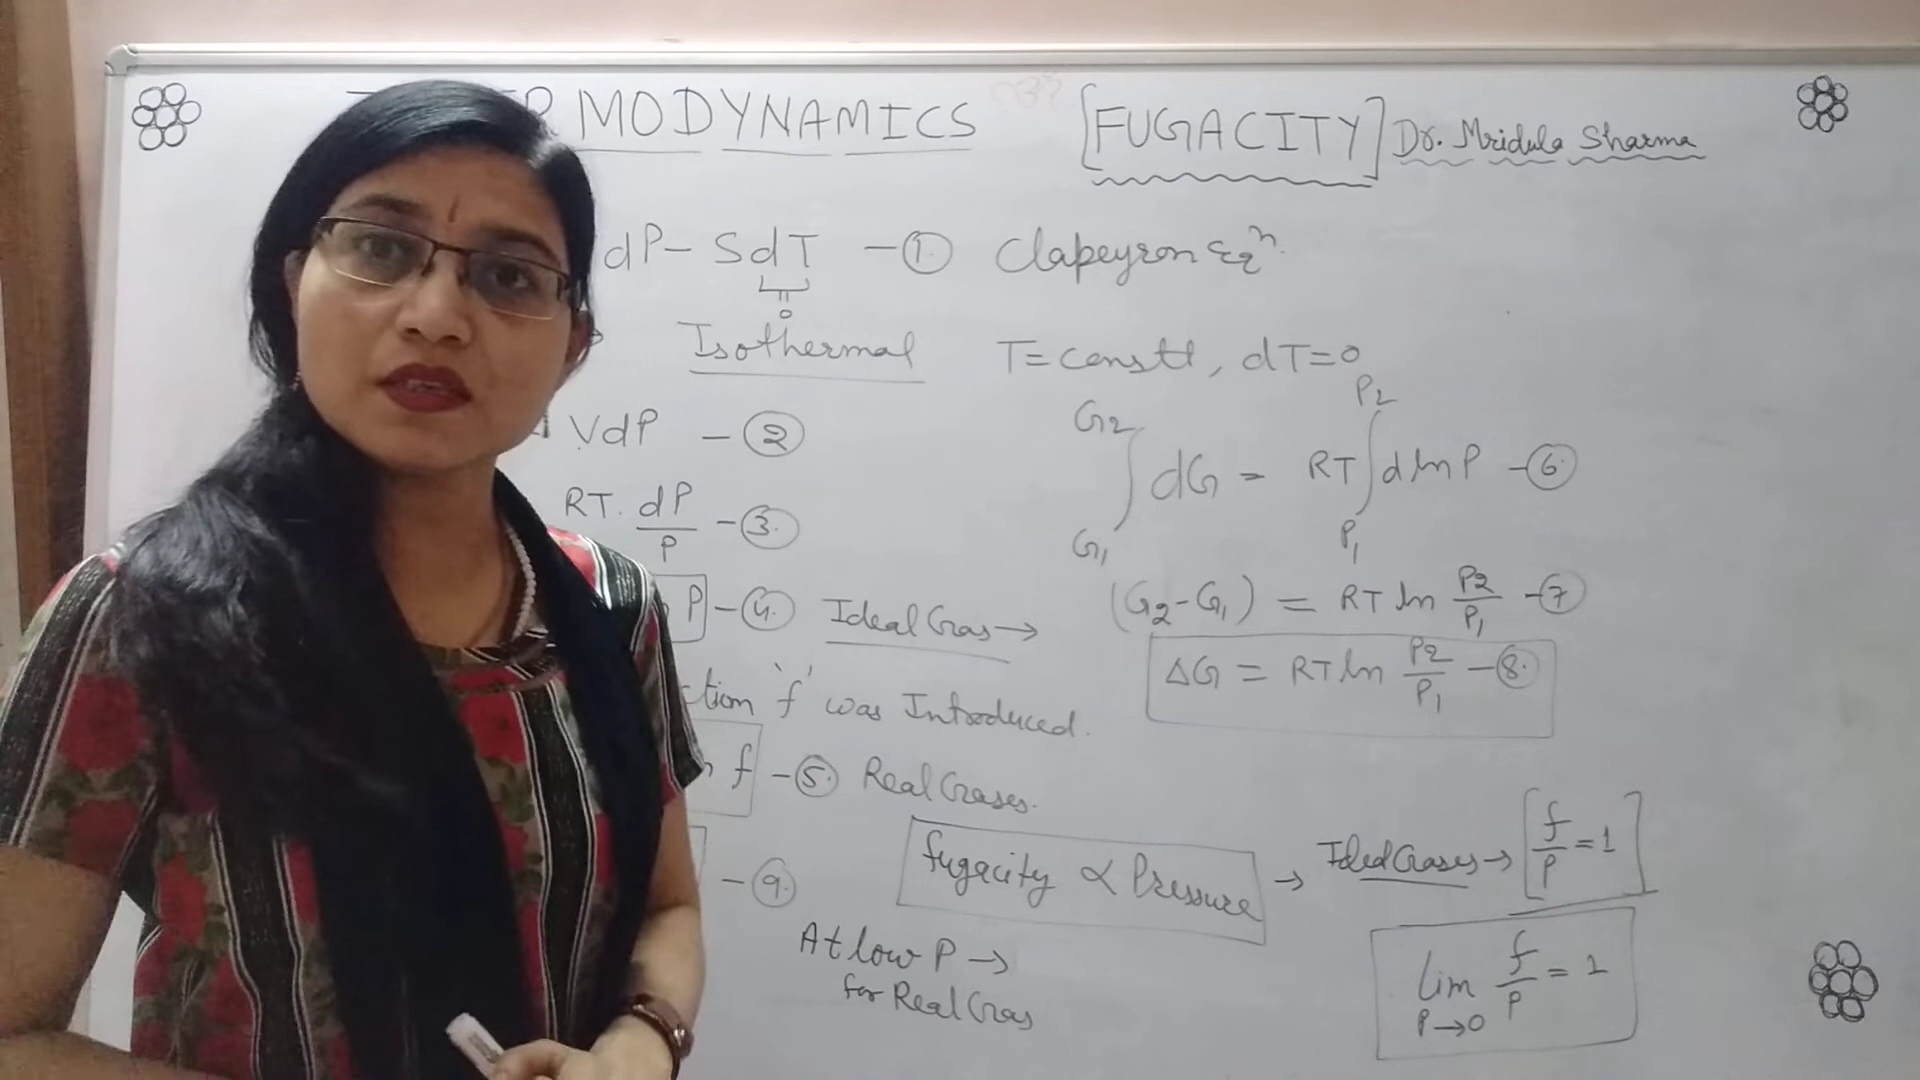 MODYNAMICS [FUGACITY] Dr. Mridula Sharma
dP - SdT - ① Clapeyron Eqⁿ.
0
Isothermal T = constt, dT = 0
VdP - ②
∫ dG = RT ∫ dlnP - ⑥
G2 P2
G1 P1
RT. dP/P - ③.
P - ④. Ideal Gas →
(G2 - G1) = RT ln P2/P1 - ⑦
ΔG = RT ln P2/P1 - ⑧.
ction 'f' was Introduced.
f - ⑤. Real Gases.
- ⑨.
fugacity ∝ Pressure → Ideal Gases → [f/P = 1]
At low P →
for Real Gas
lim P→0 f/P = 1